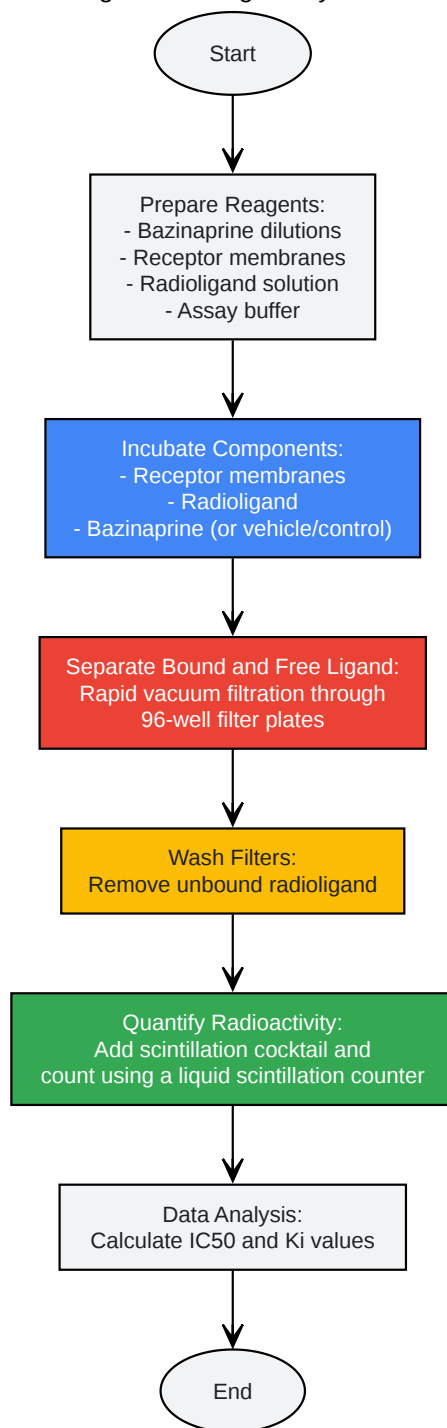 Start
Prepare Reagents:
- Bazinaprine dilutions
- Receptor membranes
- Radioligand solution
- Assay buffer
Incubate Components:
- Receptor membranes
- Radioligand
- Bazinaprine (or vehicle/control)
Separate Bound and Free Ligand:
Rapid vacuum filtration through
96-well filter plates
Wash Filters:
Remove unbound radioligand
Quantify Radioactivity:
Add scintillation cocktail and
count using a liquid scintillation counter
Data Analysis:
Calculate IC50 and Ki values
End